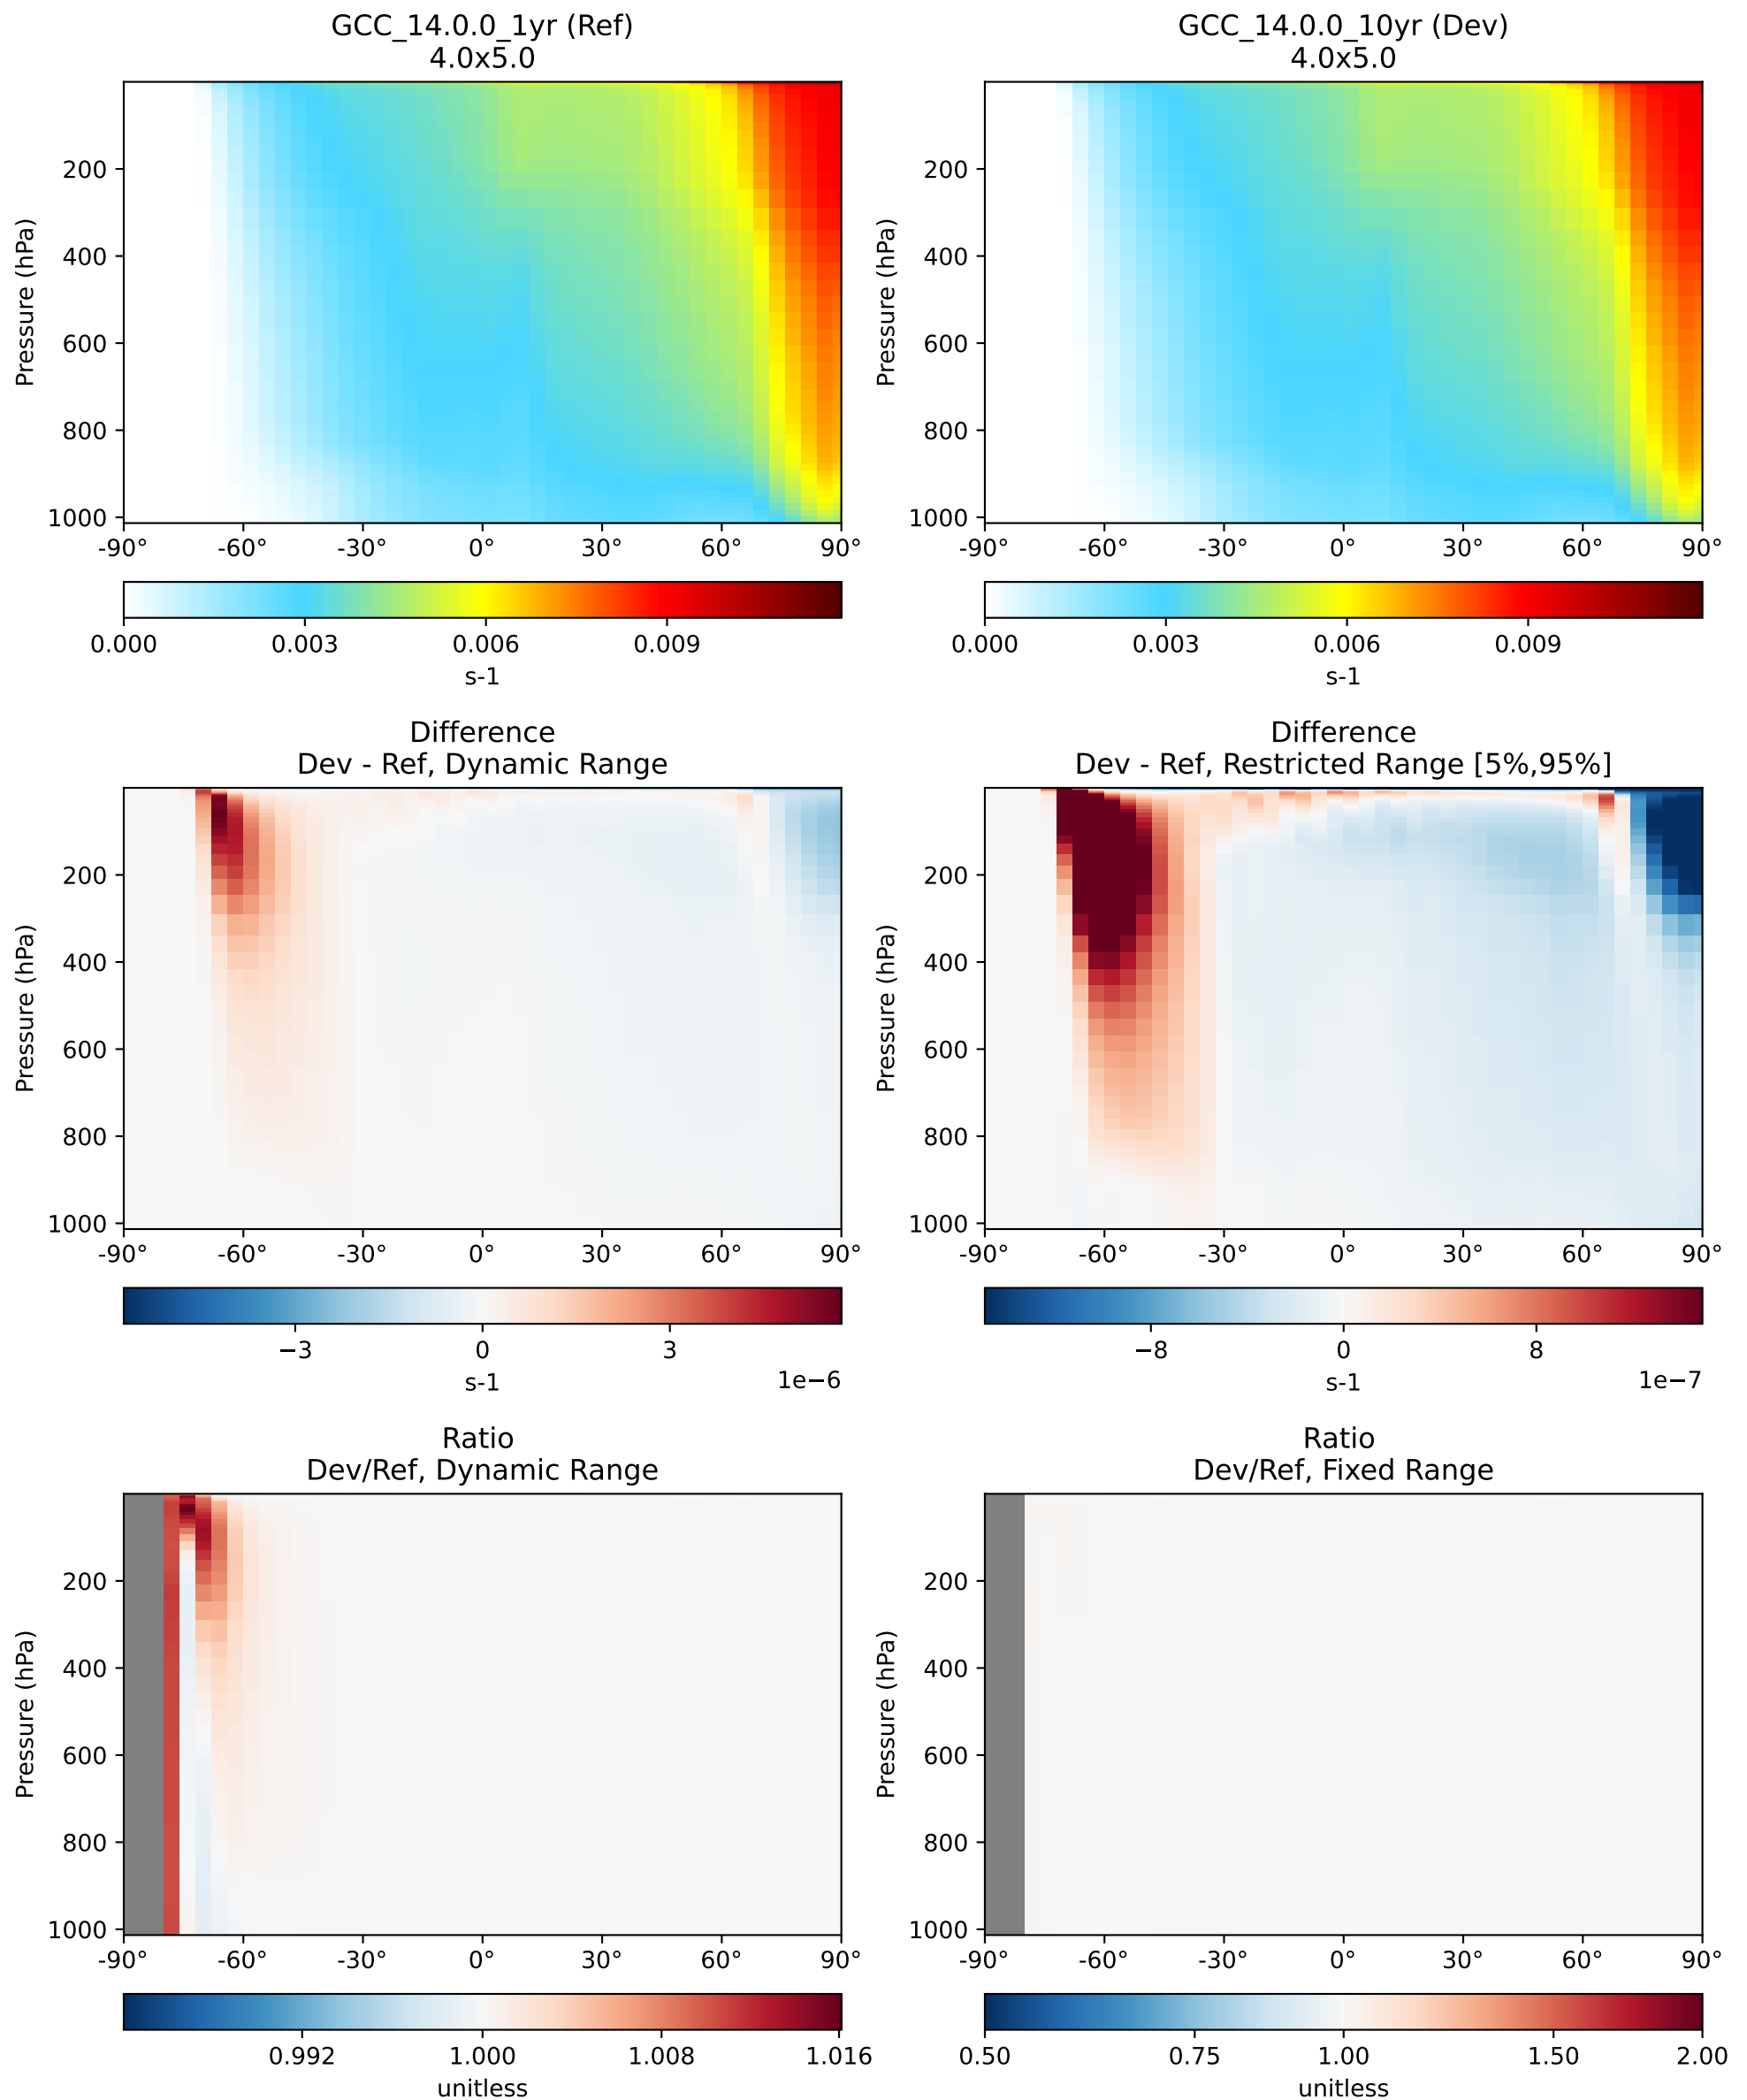 GCC_14.0.0_1yr (Ref)
4.0x5.0
Pressure (hPa)
200
400
600
800
1000
-90° -60° -30° 0° 30° 60° 90°
0.000 0.003 0.006 0.009
s-1
GCC_14.0.0_10yr (Dev)
4.0x5.0
Pressure (hPa)
200
400
600
800
1000
-90° -60° -30° 0° 30° 60° 90°
0.000 0.003 0.006 0.009
s-1
Difference
Dev - Ref, Dynamic Range
Pressure (hPa)
200
400
600
800
1000
-90° -60° -30° 0° 30° 60° 90°
−3 0 3
s-1 1e−6
Difference
Dev - Ref, Restricted Range [5%,95%]
Pressure (hPa)
200
400
600
800
1000
-90° -60° -30° 0° 30° 60° 90°
−8 0 8
s-1 1e−7
Ratio
Dev/Ref, Dynamic Range
Pressure (hPa)
200
400
600
800
1000
-90° -60° -30° 0° 30° 60° 90°
0.992 1.000 1.008 1.016
unitless
Ratio
Dev/Ref, Fixed Range
Pressure (hPa)
200
400
600
800
1000
-90° -60° -30° 0° 30° 60° 90°
0.50 0.75 1.00 1.50 2.00
unitless